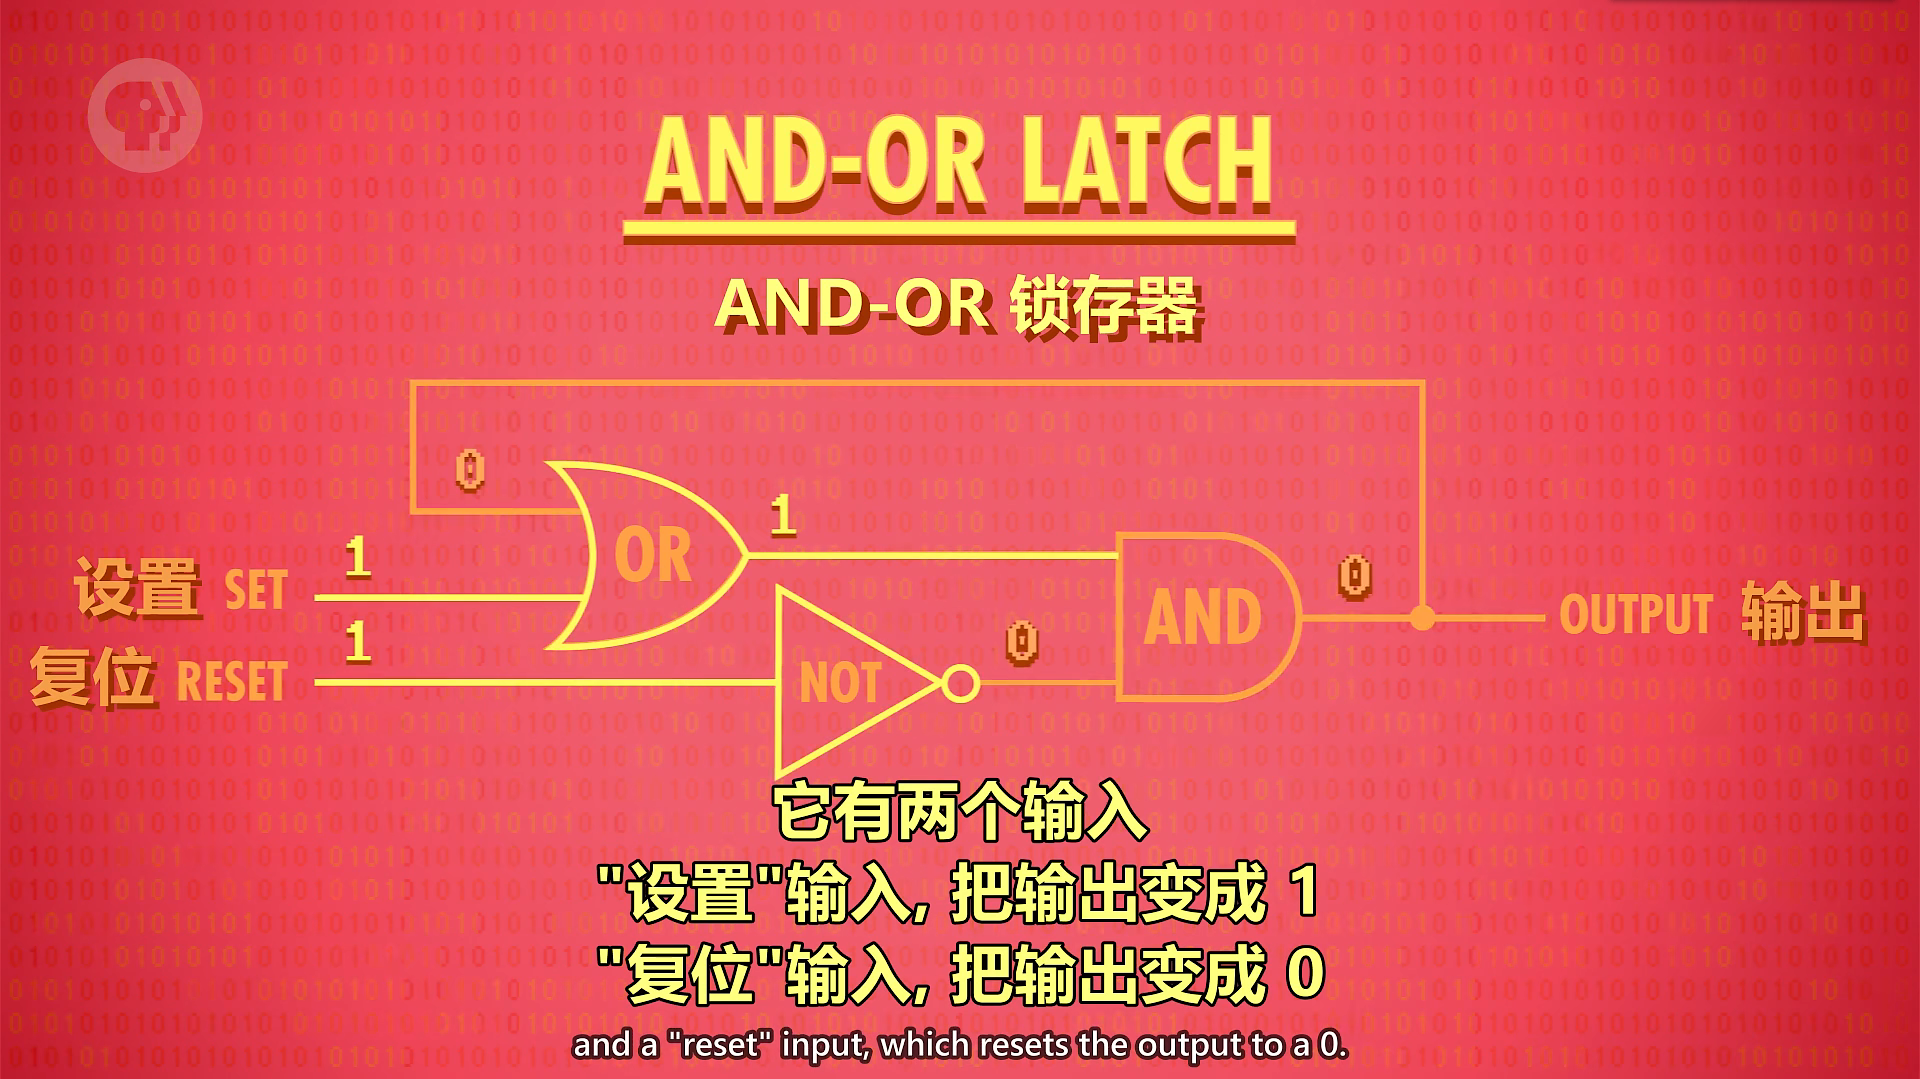 AND-OR LATCH
AND-OR 锁存器
0
1
OR
1
设置 SET
1
复位 RESET
NOT
0
AND
0
OUTPUT 输出
它有两个输入
"设置"输入, 把输出变成 1
"复位"输入, 把输出变成 0
and a "reset" input, which resets the output to a 0.